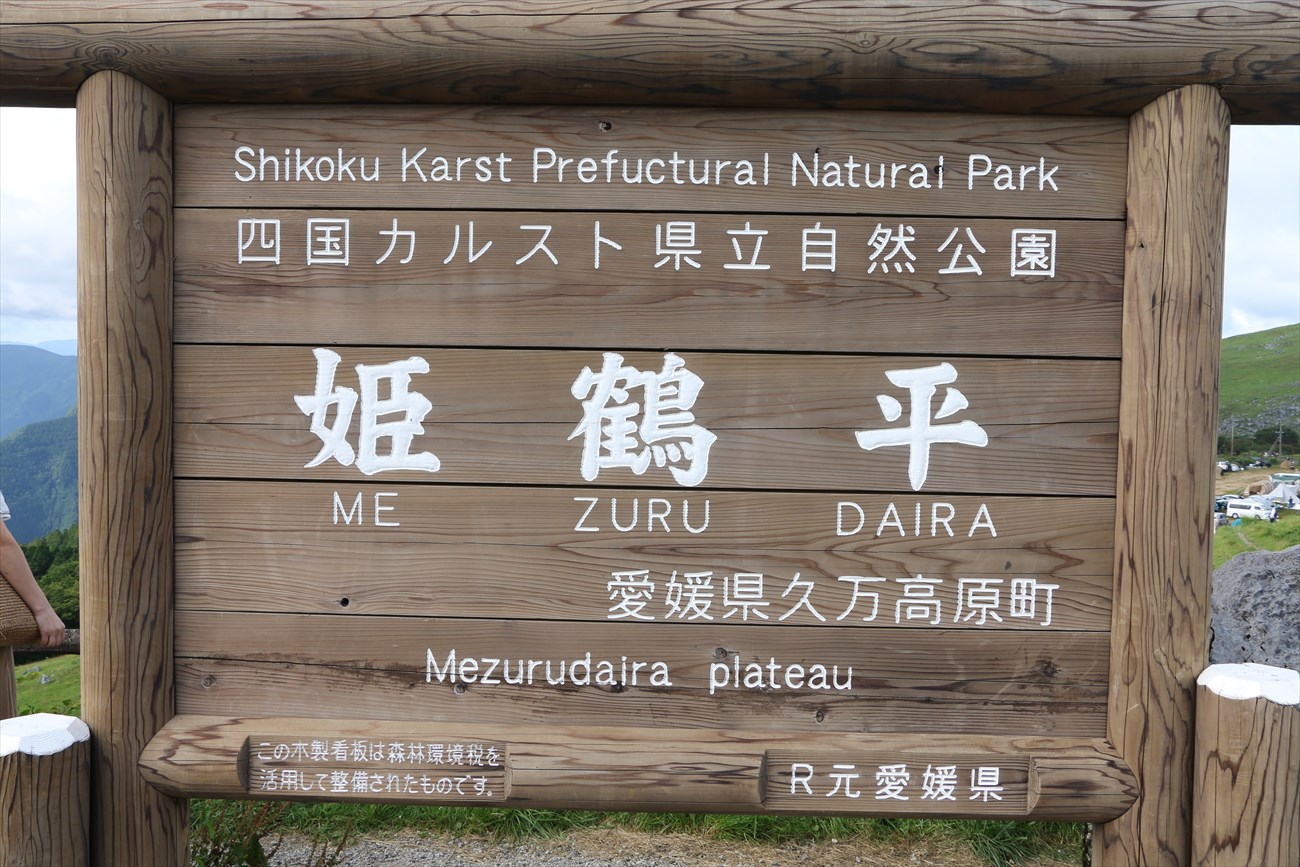 Shikoku Karst Prefuctural Natural Park
四国カルスト県立自然公園
姫鶴平
ME ZURU DAIRA
愛媛県久万高原町
Mezurudaira plateau
この木製看板は森林環境税を
活用して整備されたものです。
R元愛媛県